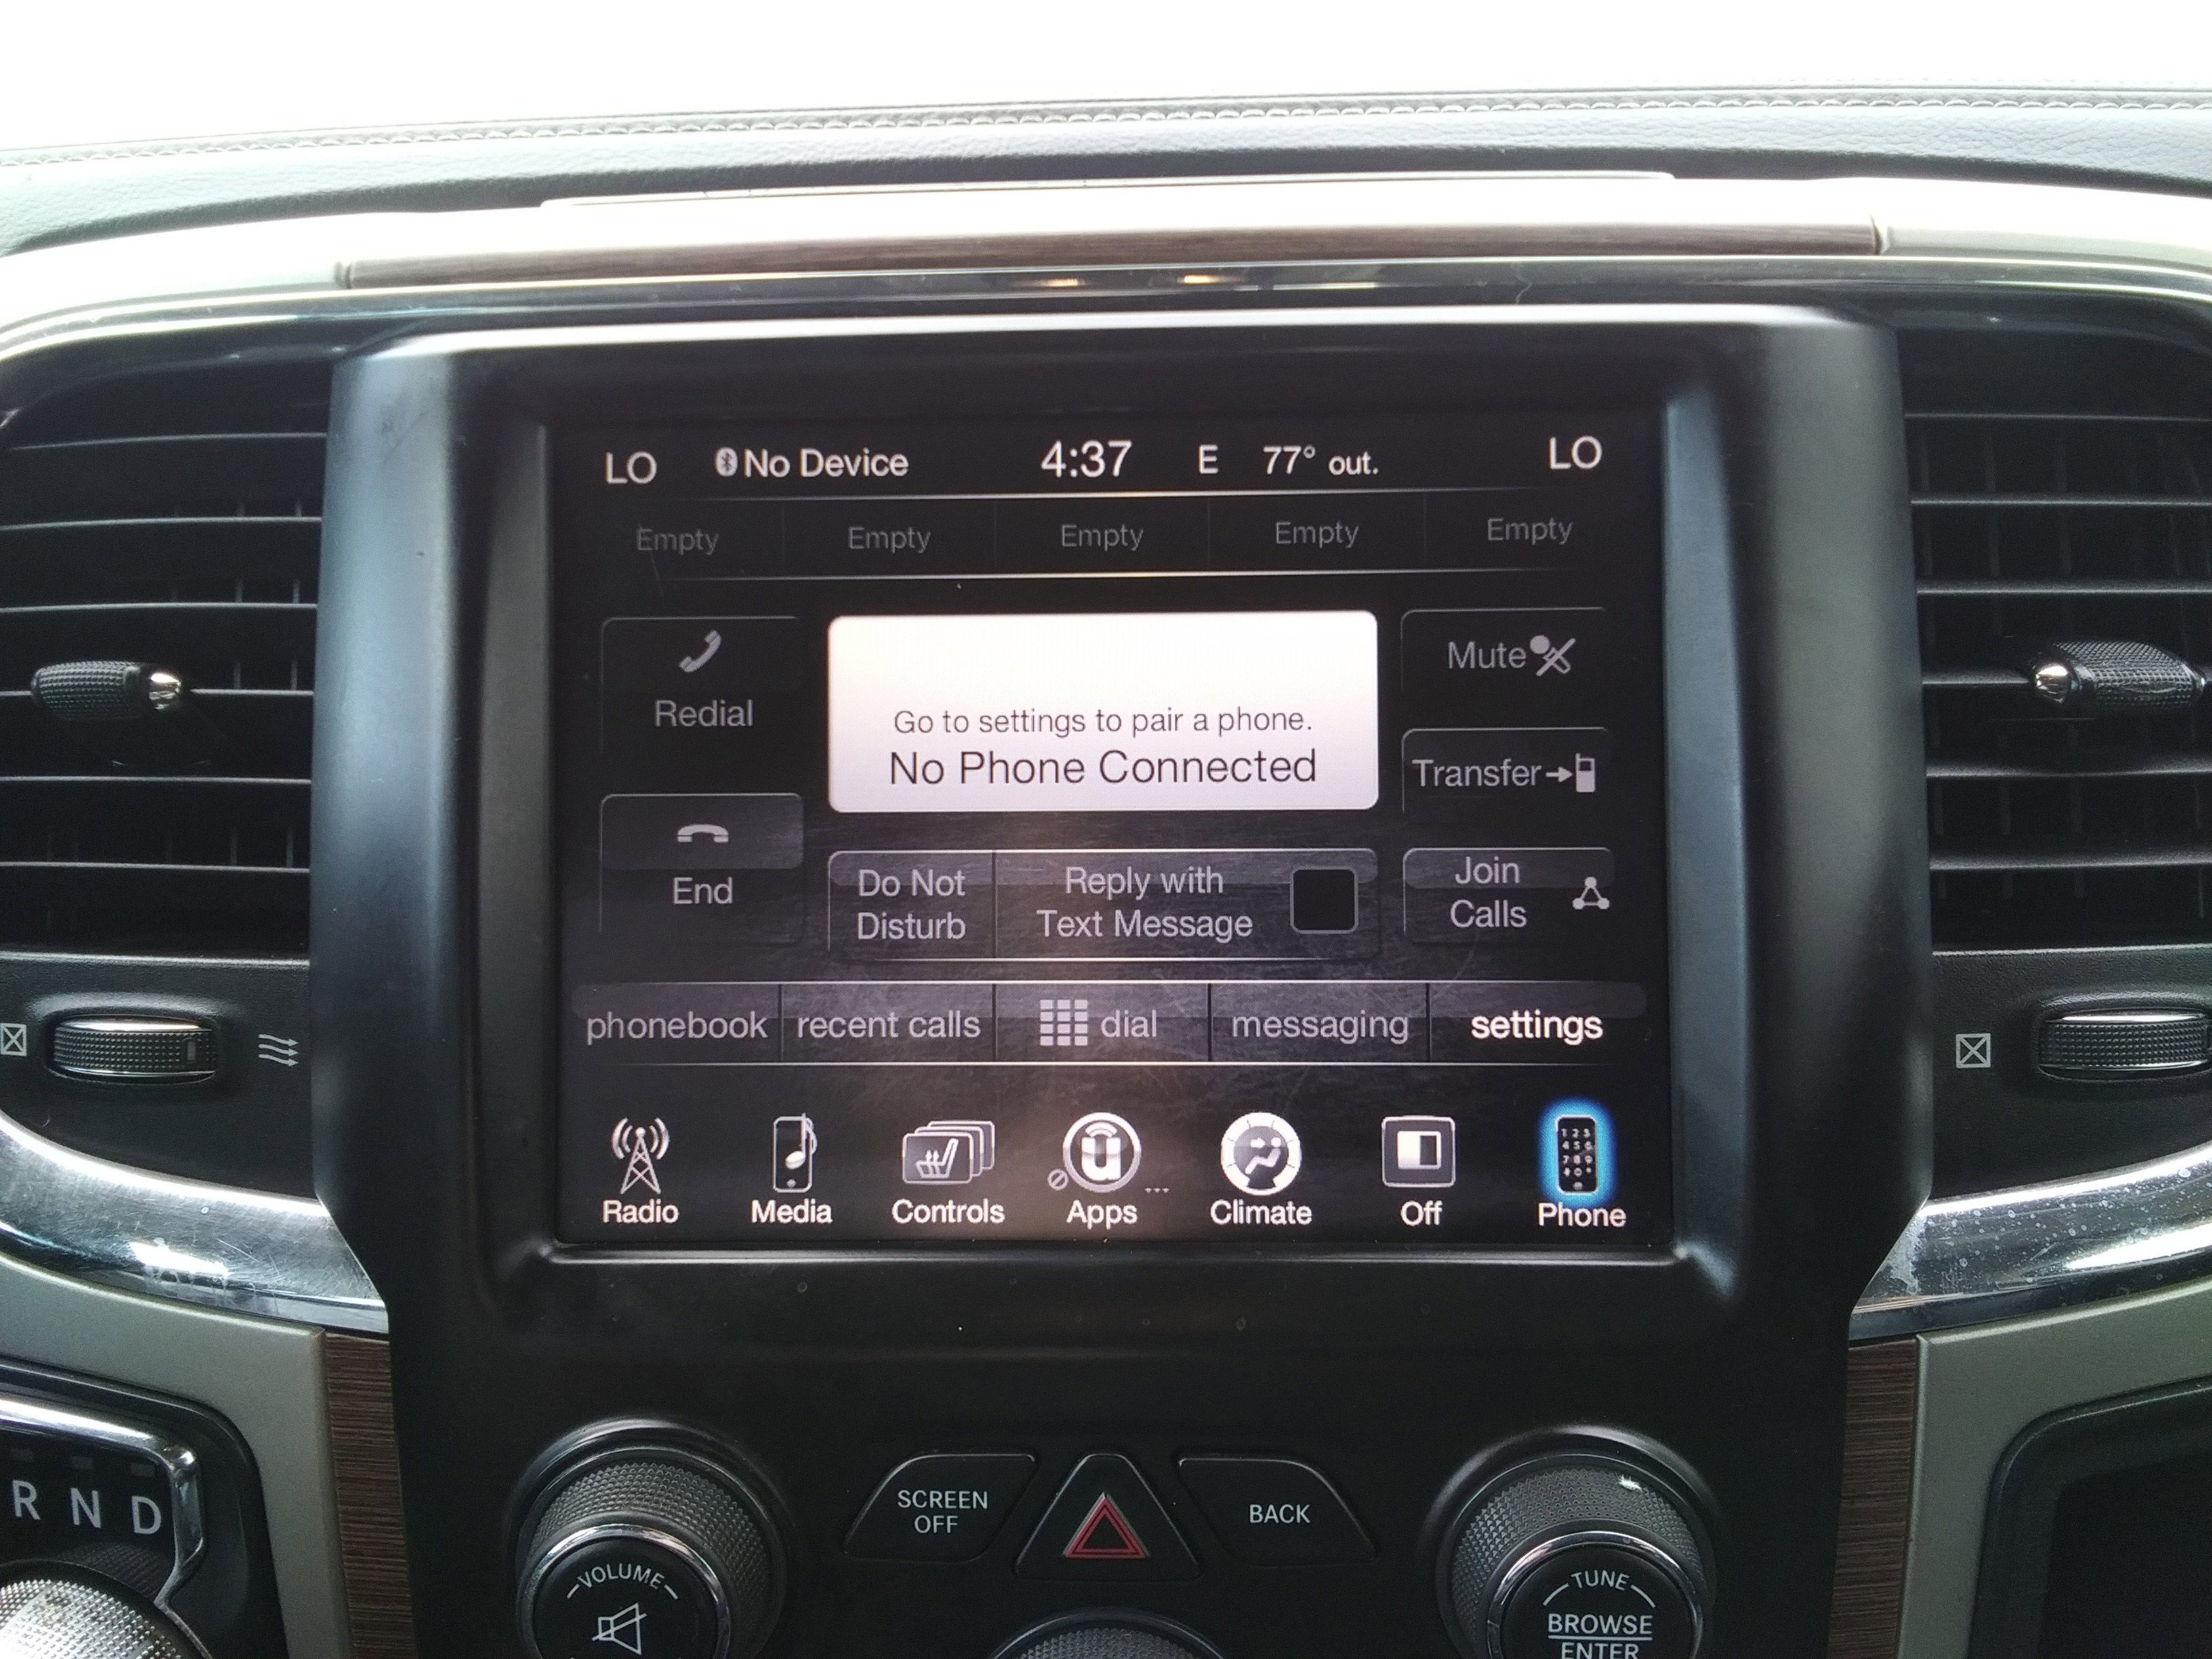 LO No Device 4:37 E 77° out. LO
Empty Empty Empty Empty Empty
Redial
Go to settings to pair a phone.
No Phone Connected
Mute
Transfer
End
Do Not
Disturb
Reply with
Text Message
Join
Calls
phonebook recent calls dial messaging settings
Radio Media Controls Apps Climate Off Phone
R N D
SCREEN
OFF
BACK
VOLUME
TUNE
BROWSE
ENTER